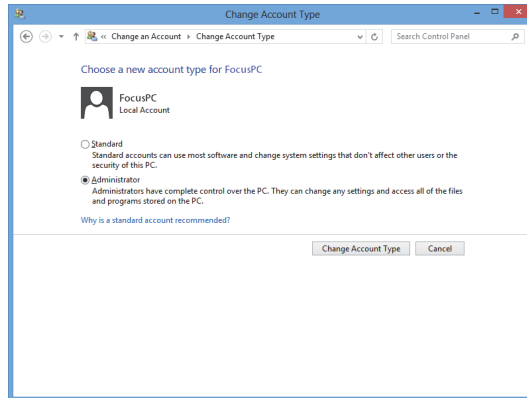 Change Account Type
« Change an Account ▸ Change Account Type
Search Control Panel
Choose a new account type for FocusPC
FocusPC
Local Account
Standard
Standard accounts can use most software and change system settings that don't affect other users or the
security of this PC.
Administrator
Administrators have complete control over the PC. They can change any settings and access all of the files
and programs stored on the PC.
Why is a standard account recommended?
Change Account Type Cancel